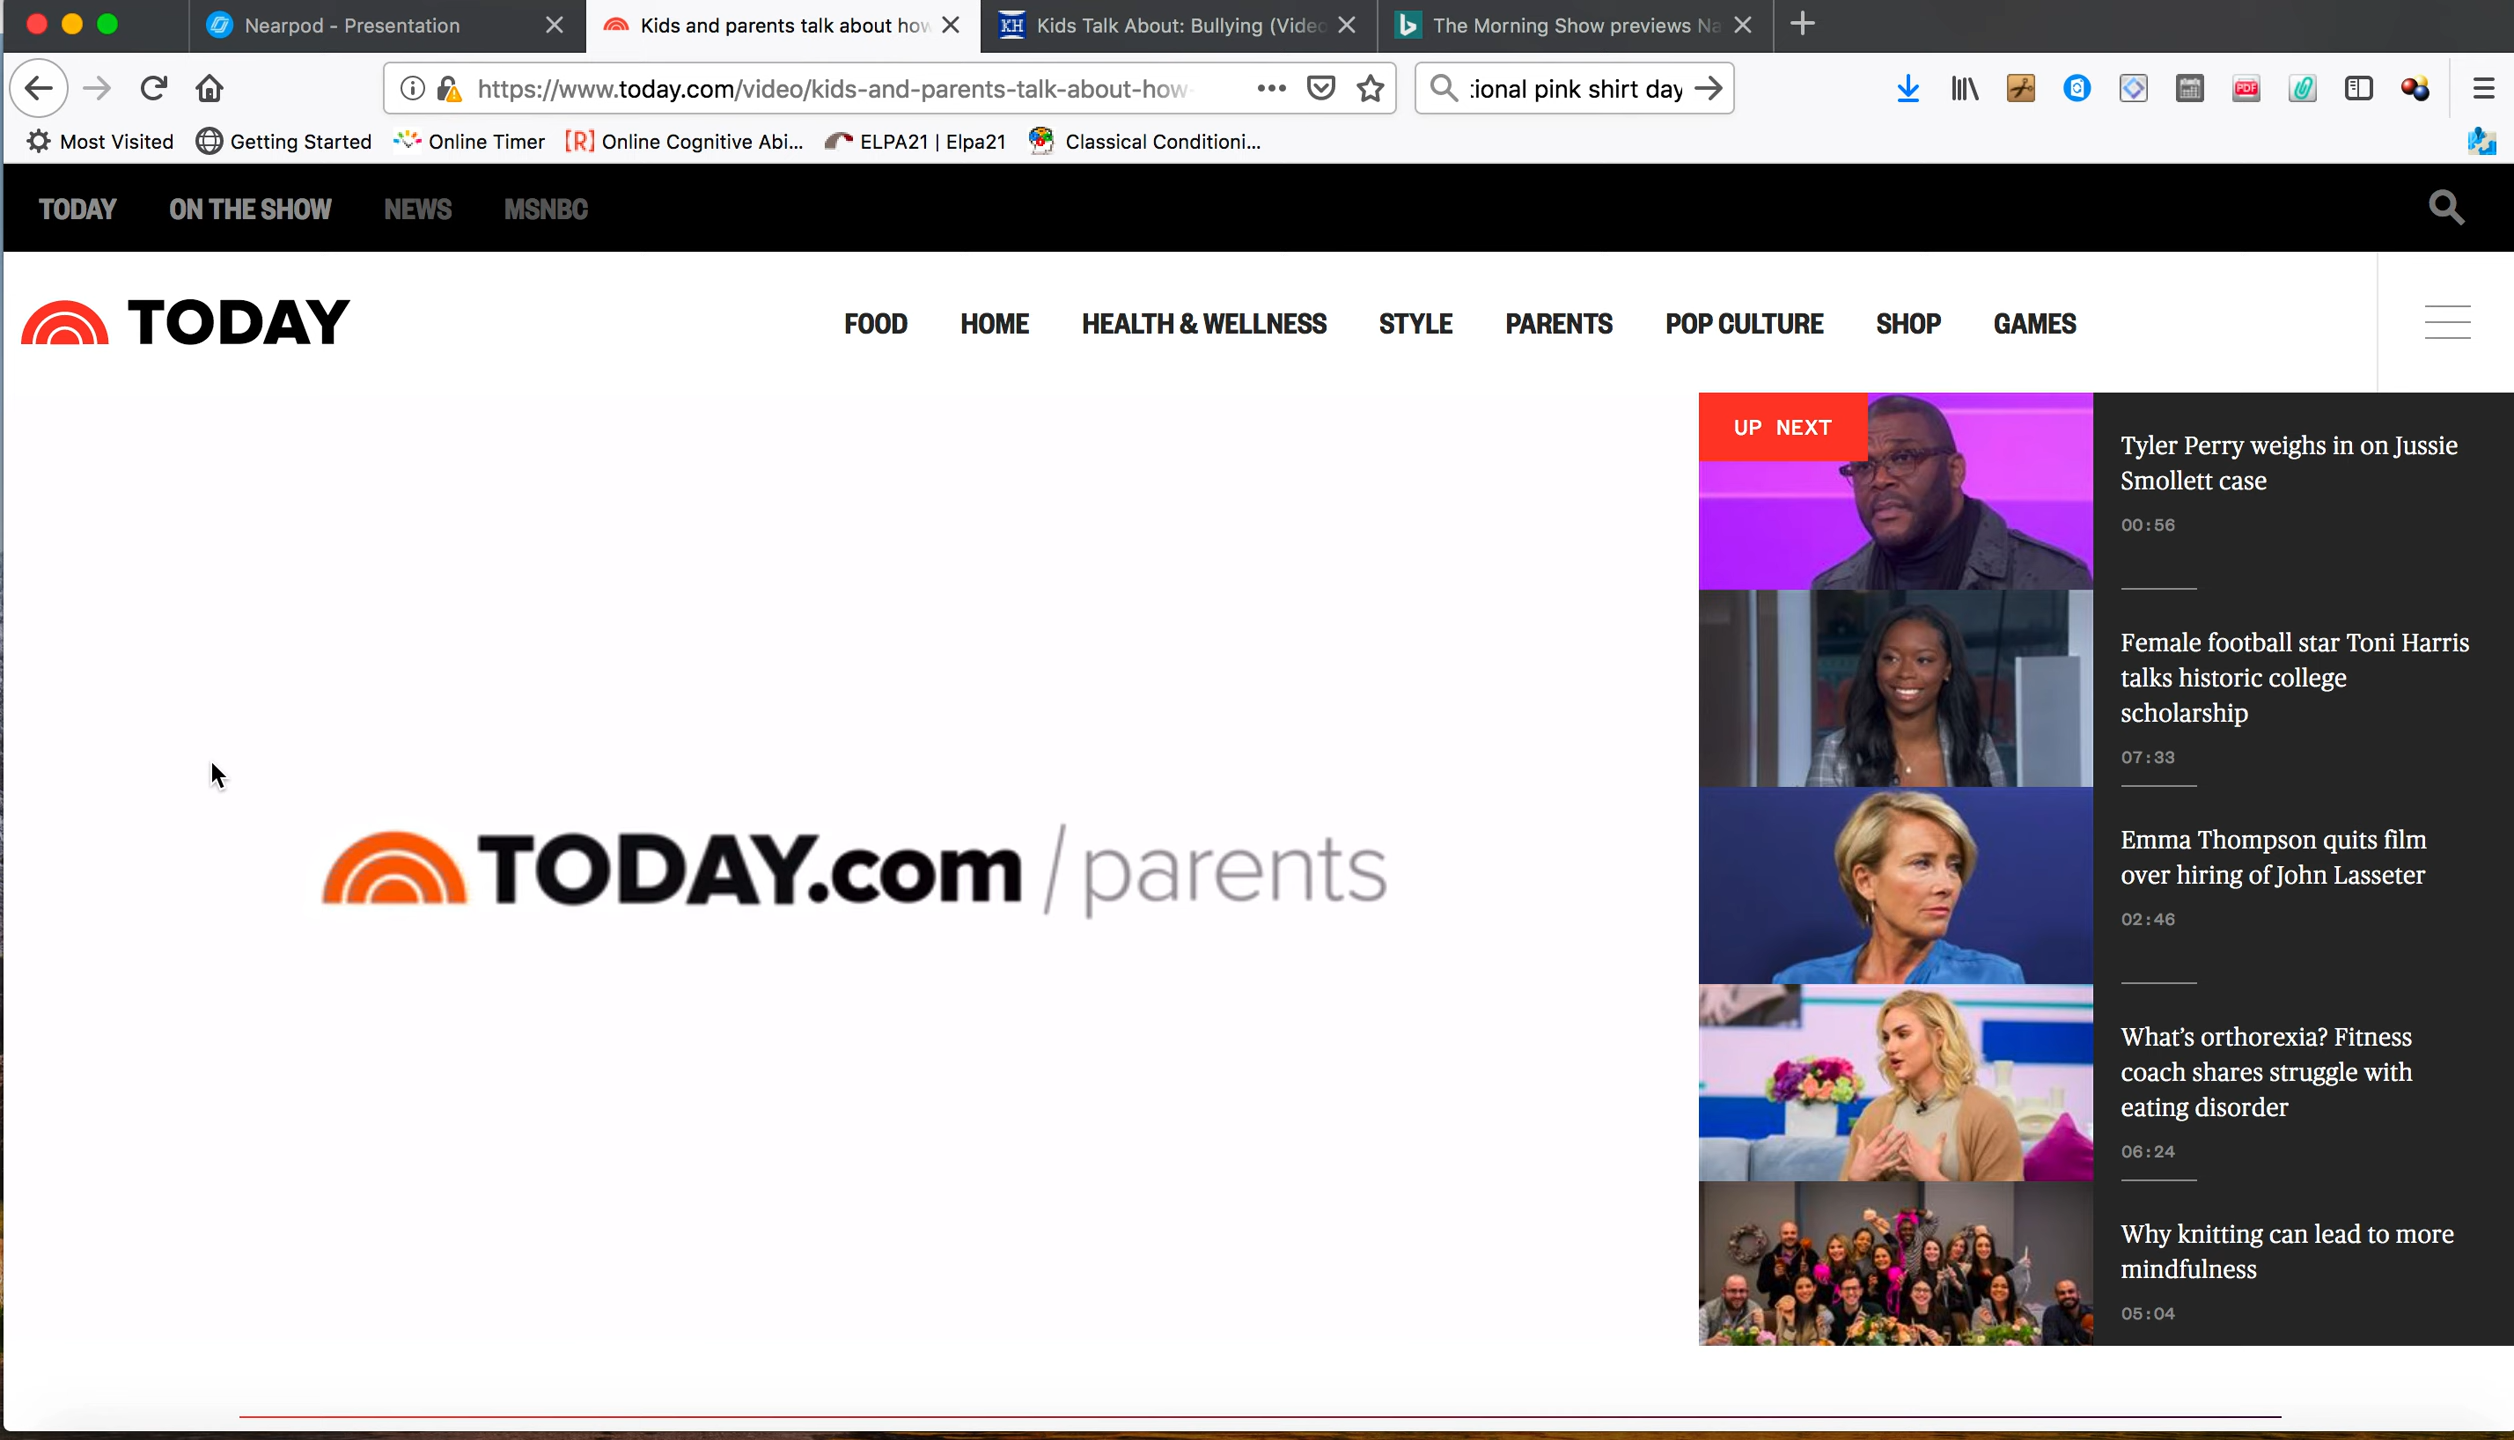 Nearpod - Presentation
Kids and parents talk about how
Kids Talk About: Bullying (Video
The Morning Show previews Na
https://www.today.com/video/kids-and-parents-talk-about-how-
tional pink shirt day
PDF
Most Visited
Getting Started
Online Timer
[R] Online Cognitive Abi...
ELPA21 | Elpa21
Classical Conditioni...
TODAY
ON THE SHOW
NEWS
MSNBC
TODAY
FOOD
HOME
HEALTH & WELLNESS
STYLE
PARENTS
POP CULTURE
SHOP
GAMES
UP NEXT
Tyler Perry weighs in on Jussie
Smollett case
00:56
Female football star Toni Harris
talks historic college
scholarship
07:33
TODAY.com/parents
Emma Thompson quits film
over hiring of John Lasseter
02:46
What's orthorexia? Fitness
coach shares struggle with
eating disorder
06:24
Why knitting can lead to more
mindfulness
05:04